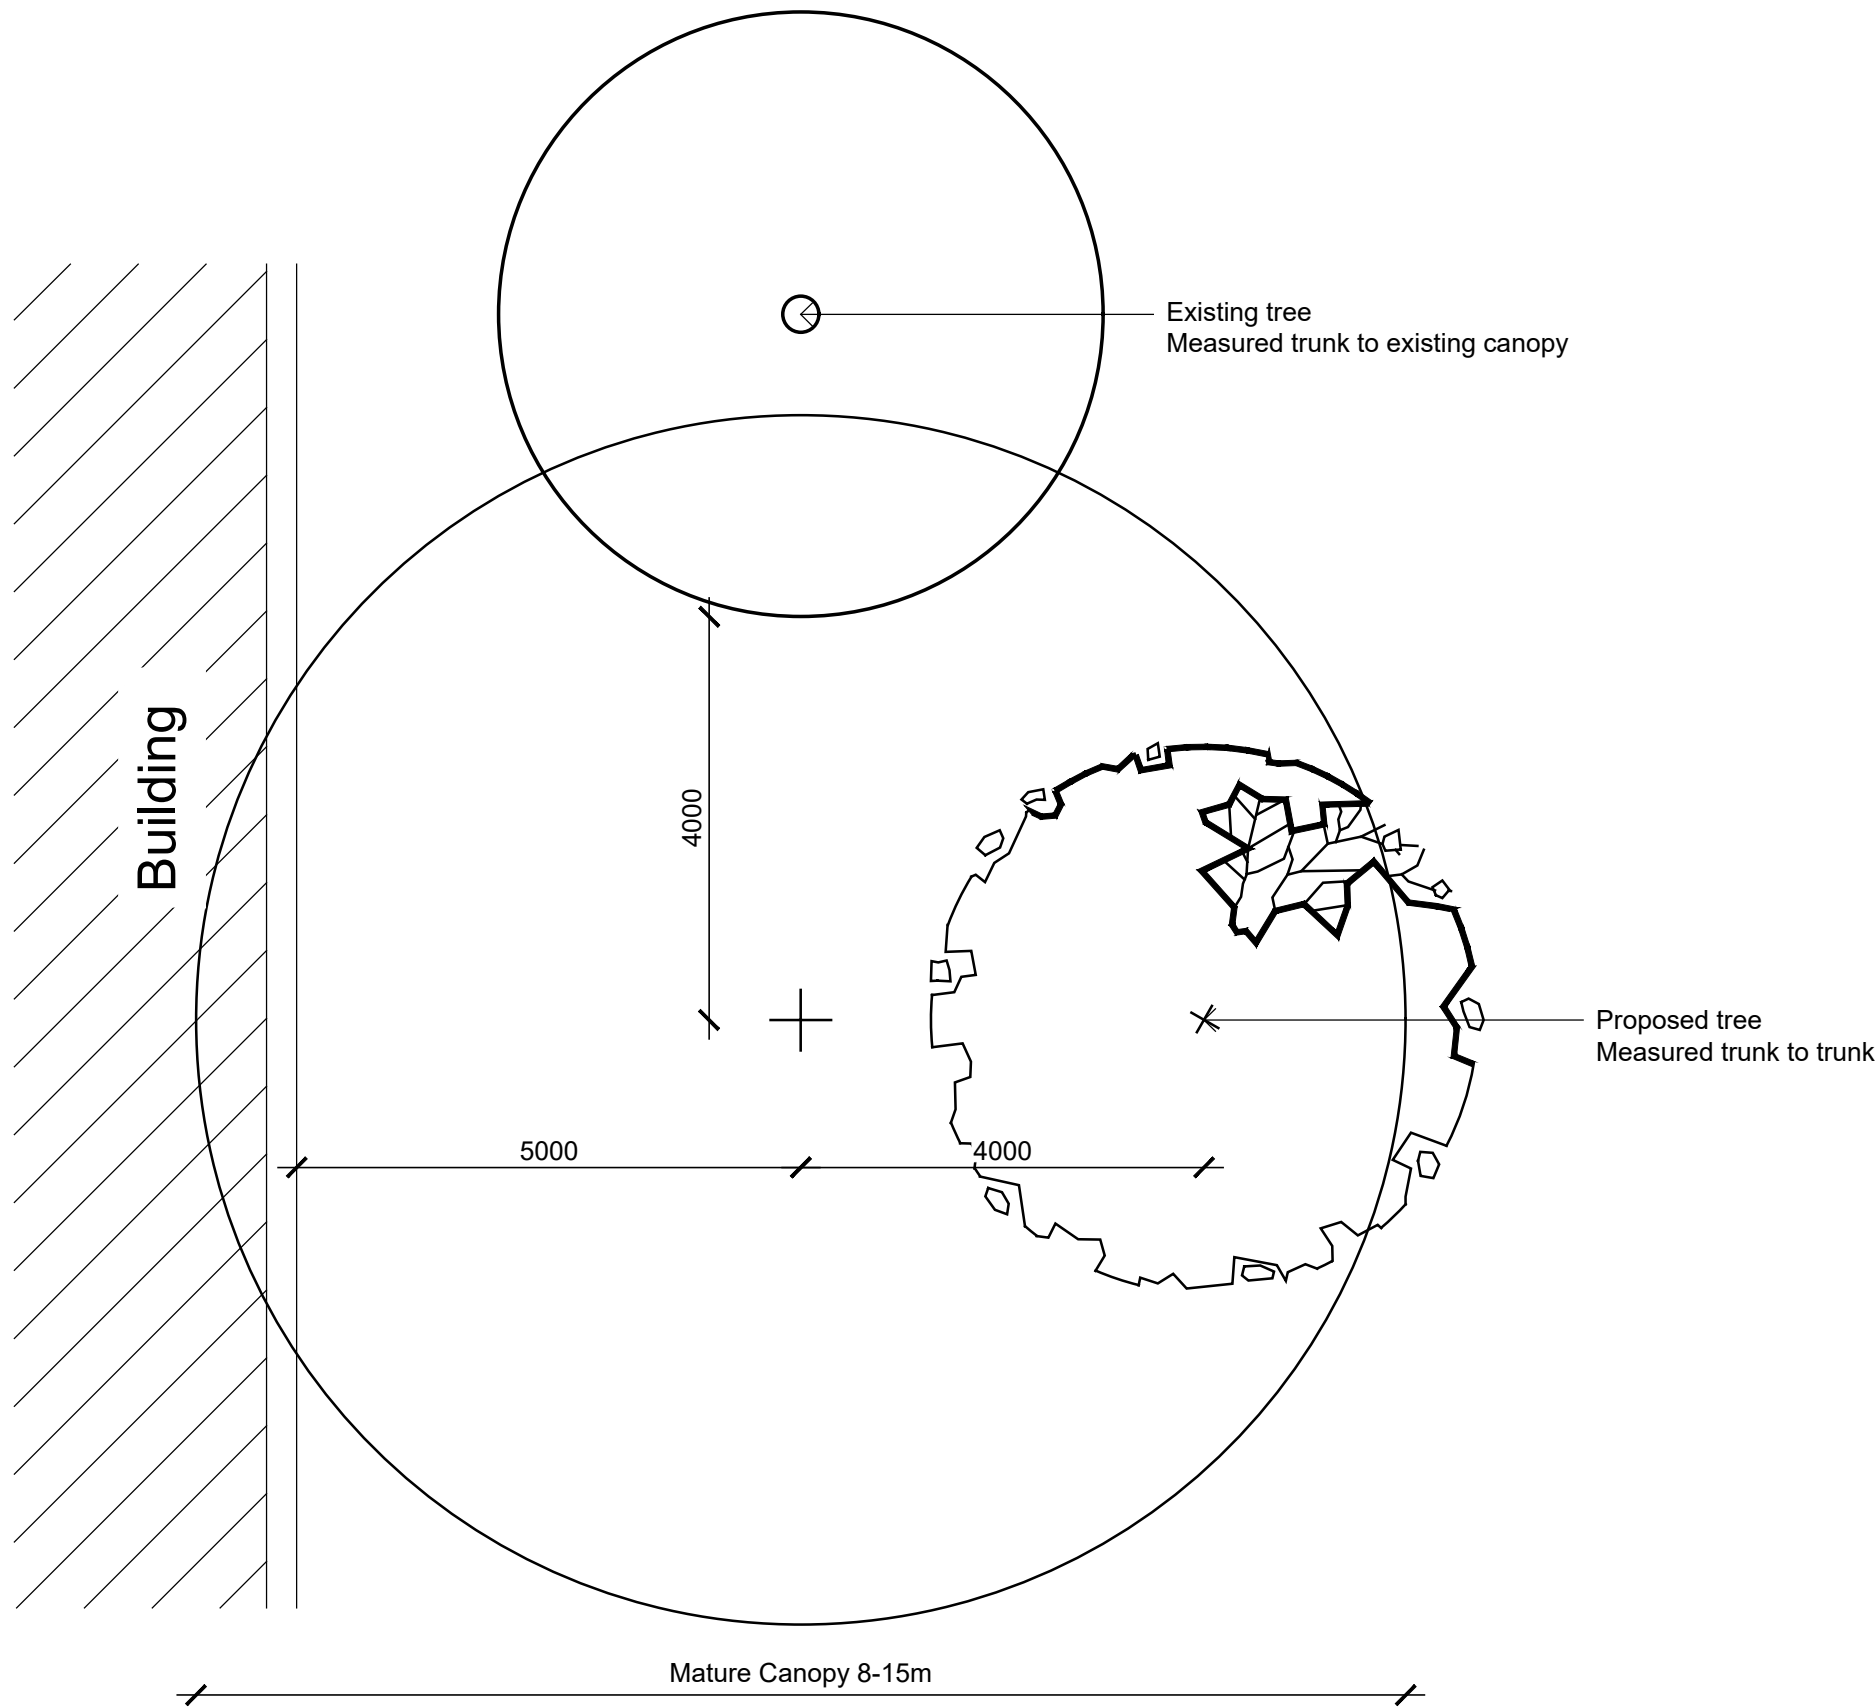 Existing tree
Measured trunk to existing canopy
Building
4000
Proposed tree
Measured trunk to trunk
5000
4000
Mature Canopy 8-15m